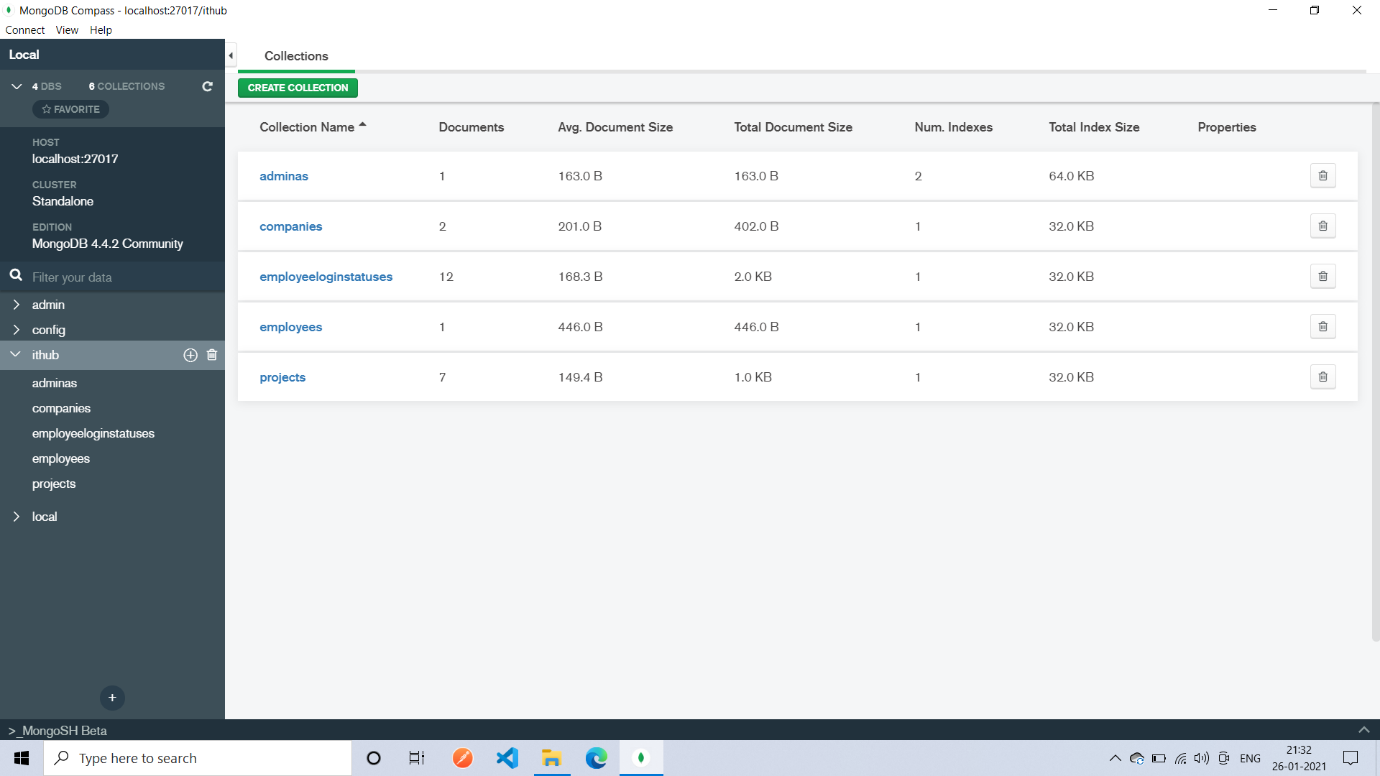 MongoDB Compass - localhost:27017/ithub
Connect View Help
Local
4 DBS 6 COLLECTIONS
FAVORITE
HOST
localhost:27017
CLUSTER
Standalone
EDITION
MongoDB 4.4.2 Community
Filter your data
admin
config
ithub
adminas
companies
employeeloginstatuses
employees
projects
local
Collections
CREATE COLLECTION
Collection Name Documents Avg. Document Size Total Document Size Num. Indexes Total Index Size Properties
adminas 1 163.0 B 163.0 B 2 64.0 KB
companies 2 201.0 B 402.0 B 1 32.0 KB
employeeloginstatuses 12 168.3 B 2.0 KB 1 32.0 KB
employees 1 446.0 B 446.0 B 1 32.0 KB
projects 7 149.4 B 1.0 KB 1 32.0 KB
>_MongoSH Beta
Type here to search
ENG
21:32
26-01-2021